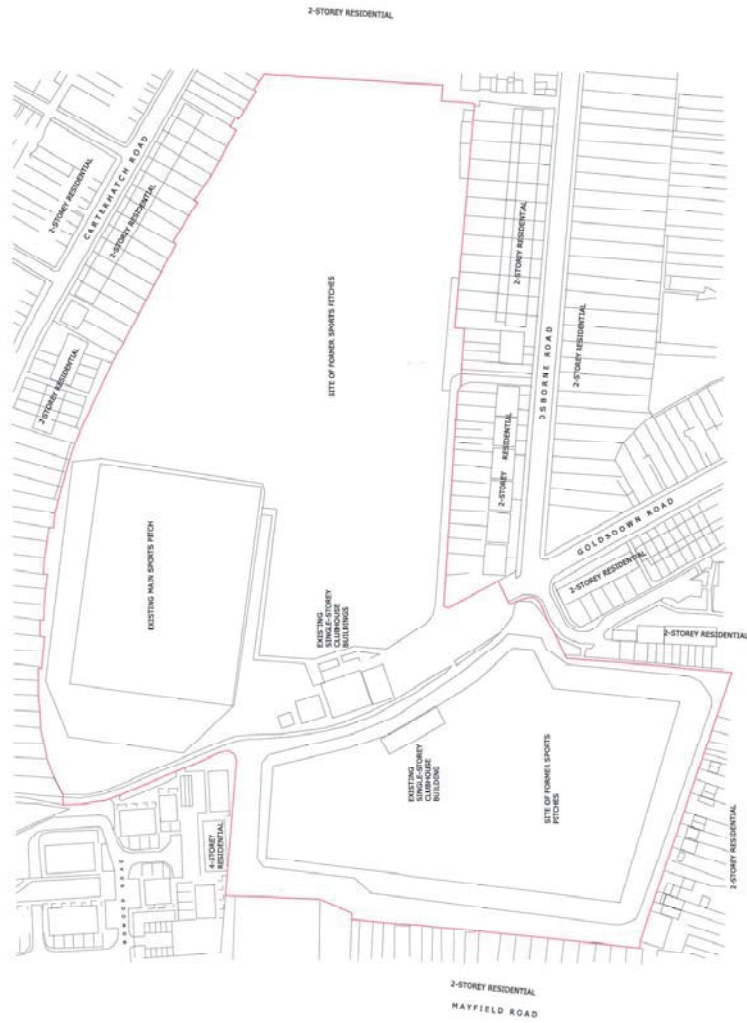 2-STOREY RESIDENTIAL
CARTERHATCH ROAD
2-STOREY RESIDENTIAL
2-STOREY RESIDENTIAL
2-STOREY RESIDENTIAL
SITE OF FORMER SPORTS PITCHES
2-STOREY RESIDENTIAL
2-STOREY RESIDENTIAL
OSBORNE ROAD
2-STOREY RESIDENTIAL
EXISTING MAIN SPORTS PITCH
EXISTING
SINGLE-STOREY
CLUBHOUSE
BUILDINGS
GOLDSDOWN ROAD
2-STOREY RESIDENTIAL
2-STOREY RESIDENTIAL
EXISTING
SINGLE-STOREY
CLUBHOUSE
BUILDING
SITE OF FORMER SPORTS
PITCHES
4-STOREY
RESIDENTIAL
ROAD
2-STOREY RESIDENTIAL
2-STOREY RESIDENTIAL
MAYFIELD ROAD